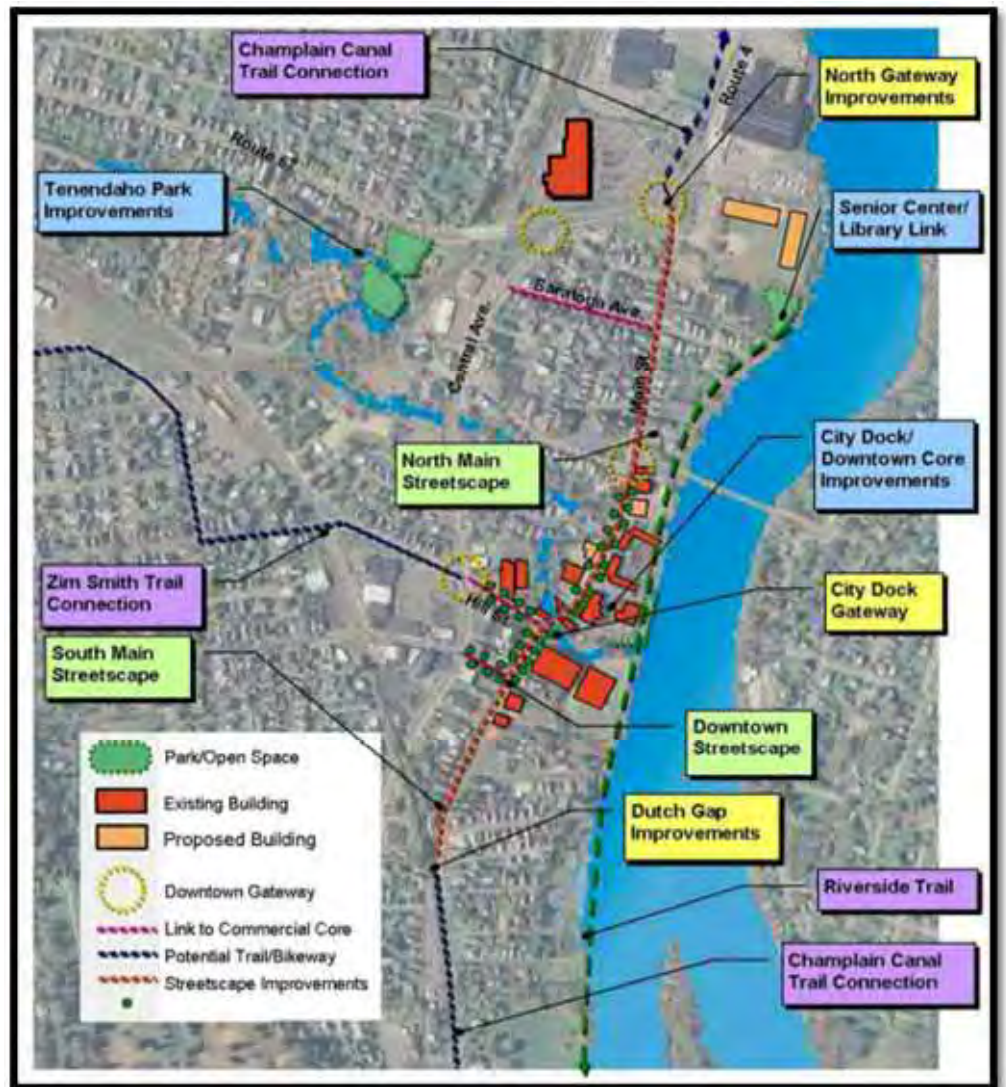 Champlain Canal
Trail Connection
Route 4
North Gateway
Improvements
Route 67
Tenendaho Park
Improvements
Senior Center/
Library Link
Saratoga Ave.
Central Ave.
Main St.
North Main
Streetscape
City Dock/
Downtown Core
Improvements
Zim Smith Trail
Connection
Hill St.
City Dock
Gateway
South Main
Streetscape
Downtown
Streetscape
Park/Open Space
Existing Building
Proposed Building
Downtown Gateway
Link to Commercial Core
Potential Trail/Bikeway
Streetscape Improvements
Dutch Gap
Improvements
Riverside Trail
Champlain Canal
Trail Connection